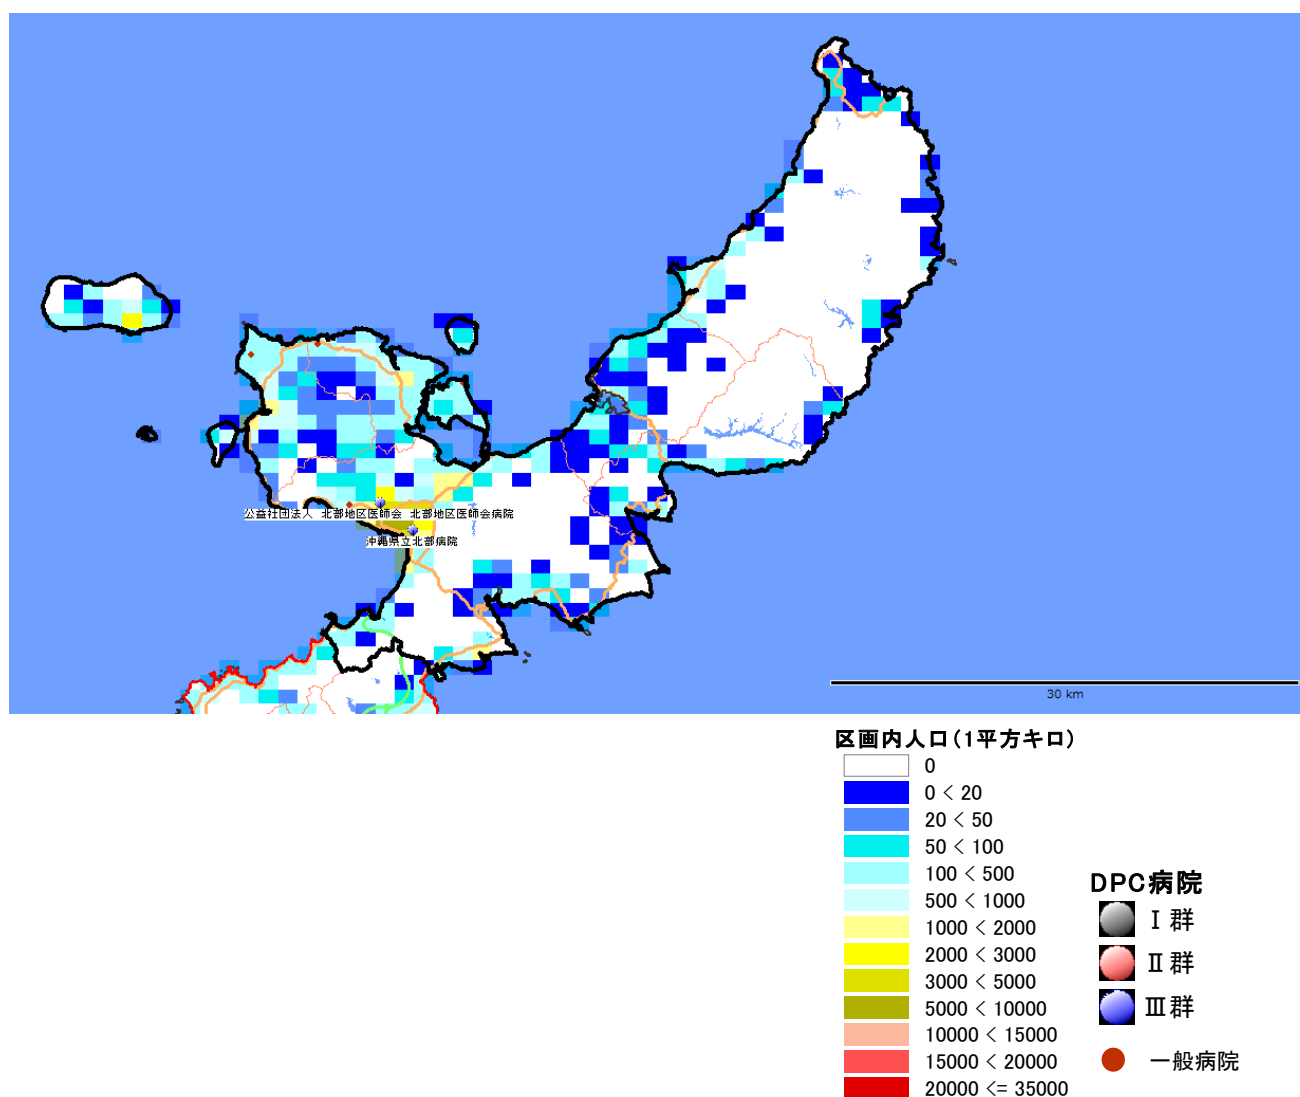 公益社団法人　北部地区医師会　北部地区医師会病院
沖縄県立北部病院
30 km
区画内人口(1平方キロ)
0
0 < 20
20 < 50
50 < 100
100 < 500
500 < 1000
1000 < 2000
2000 < 3000
3000 < 5000
5000 < 10000
10000 < 15000
15000 < 20000
20000 <= 35000
DPC病院
Ⅰ群
Ⅱ群
Ⅲ群
一般病院